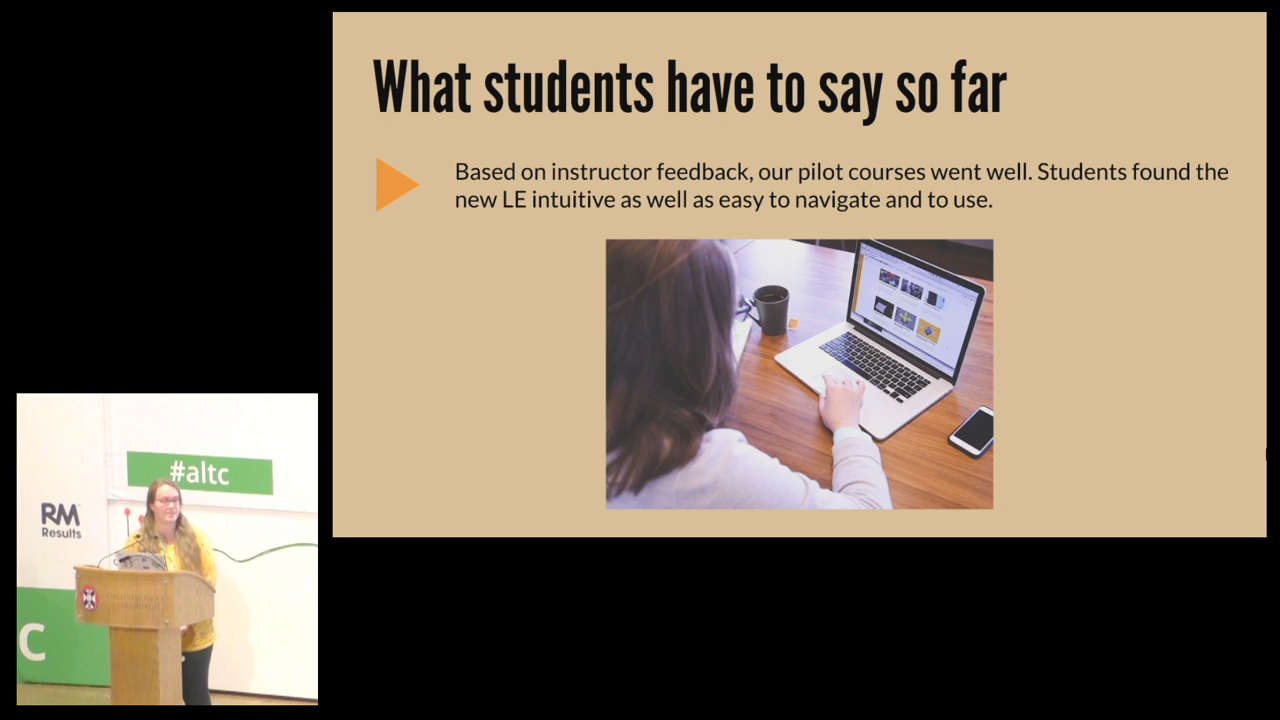 What students have to say so far
Based on instructor feedback, our pilot courses went well. Students found the
new LE intuitive as well as easy to navigate and to use.
#altc
RM
Results
C